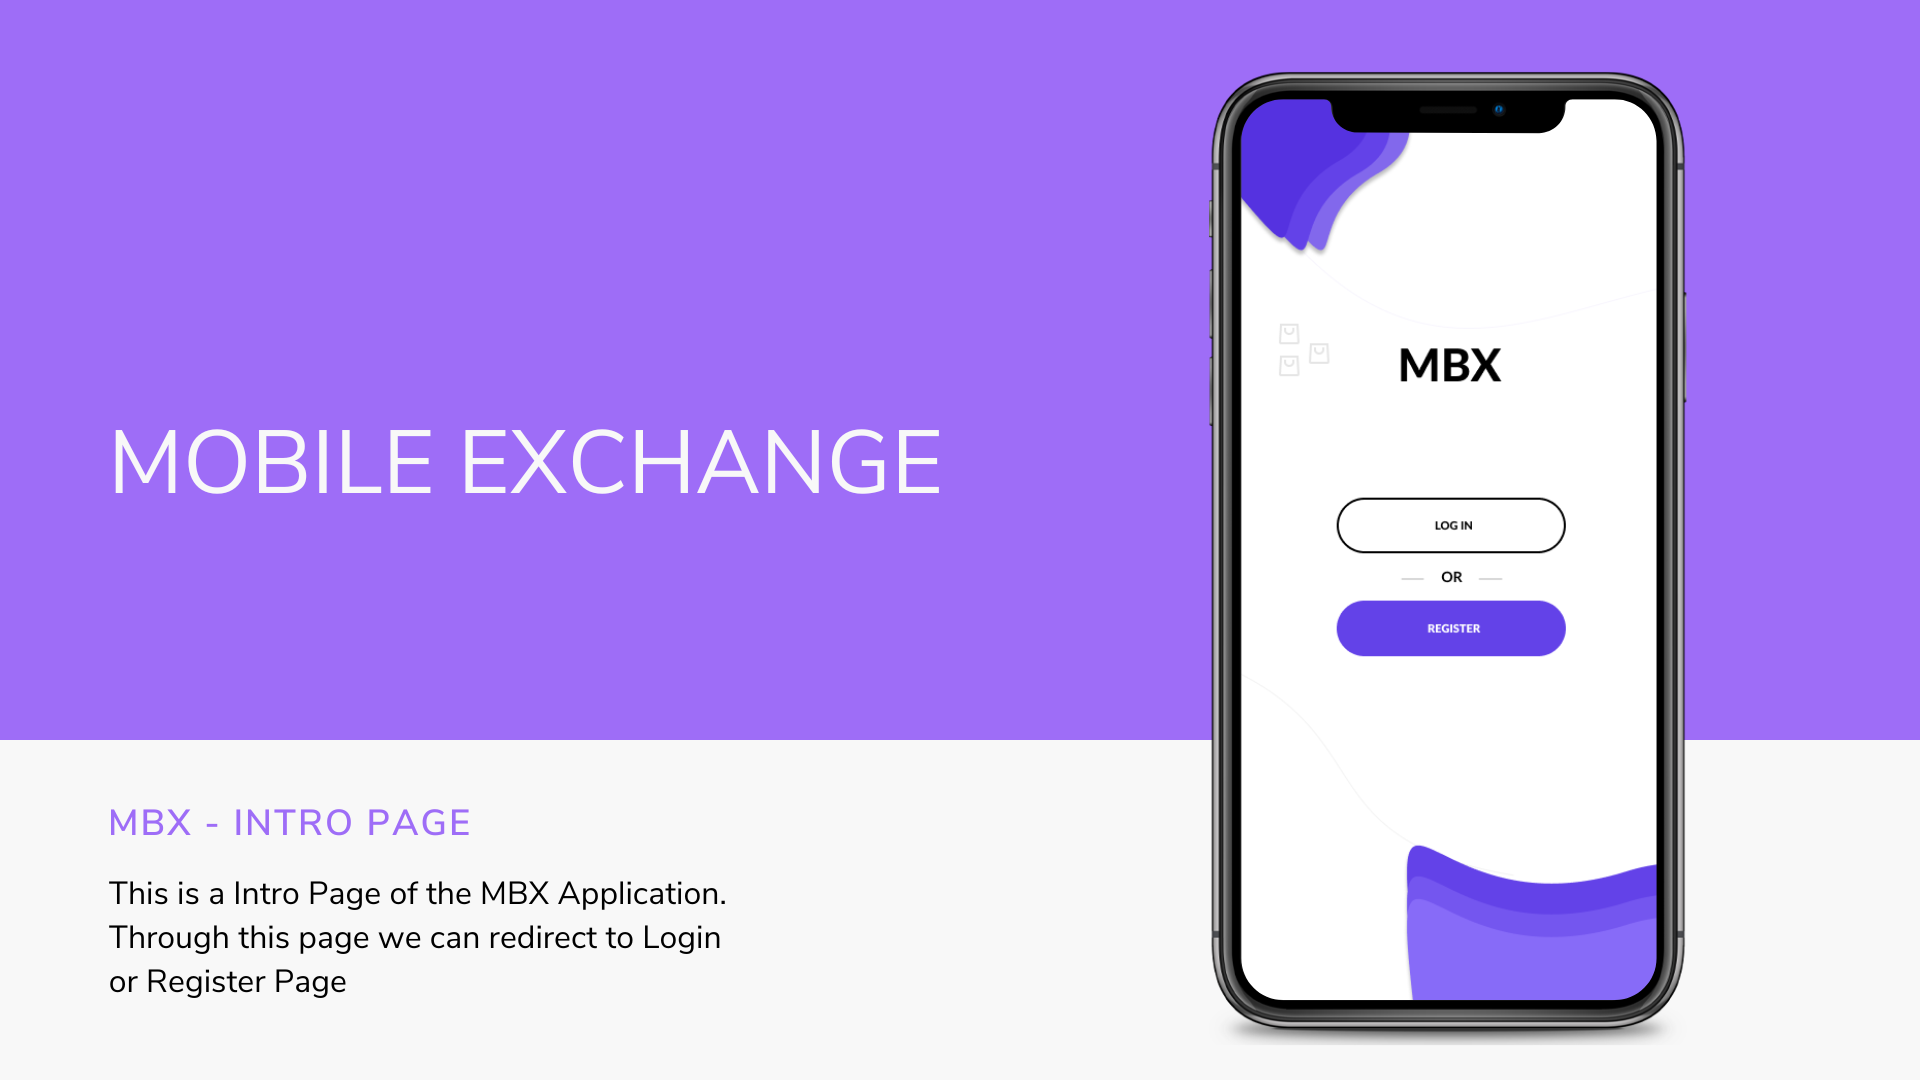 MOBILE EXCHANGE
MBX - INTRO PAGE
This is a Intro Page of the MBX Application.
Through this page we can redirect to Login
or Register Page
MBX
LOG IN
OR
REGISTER